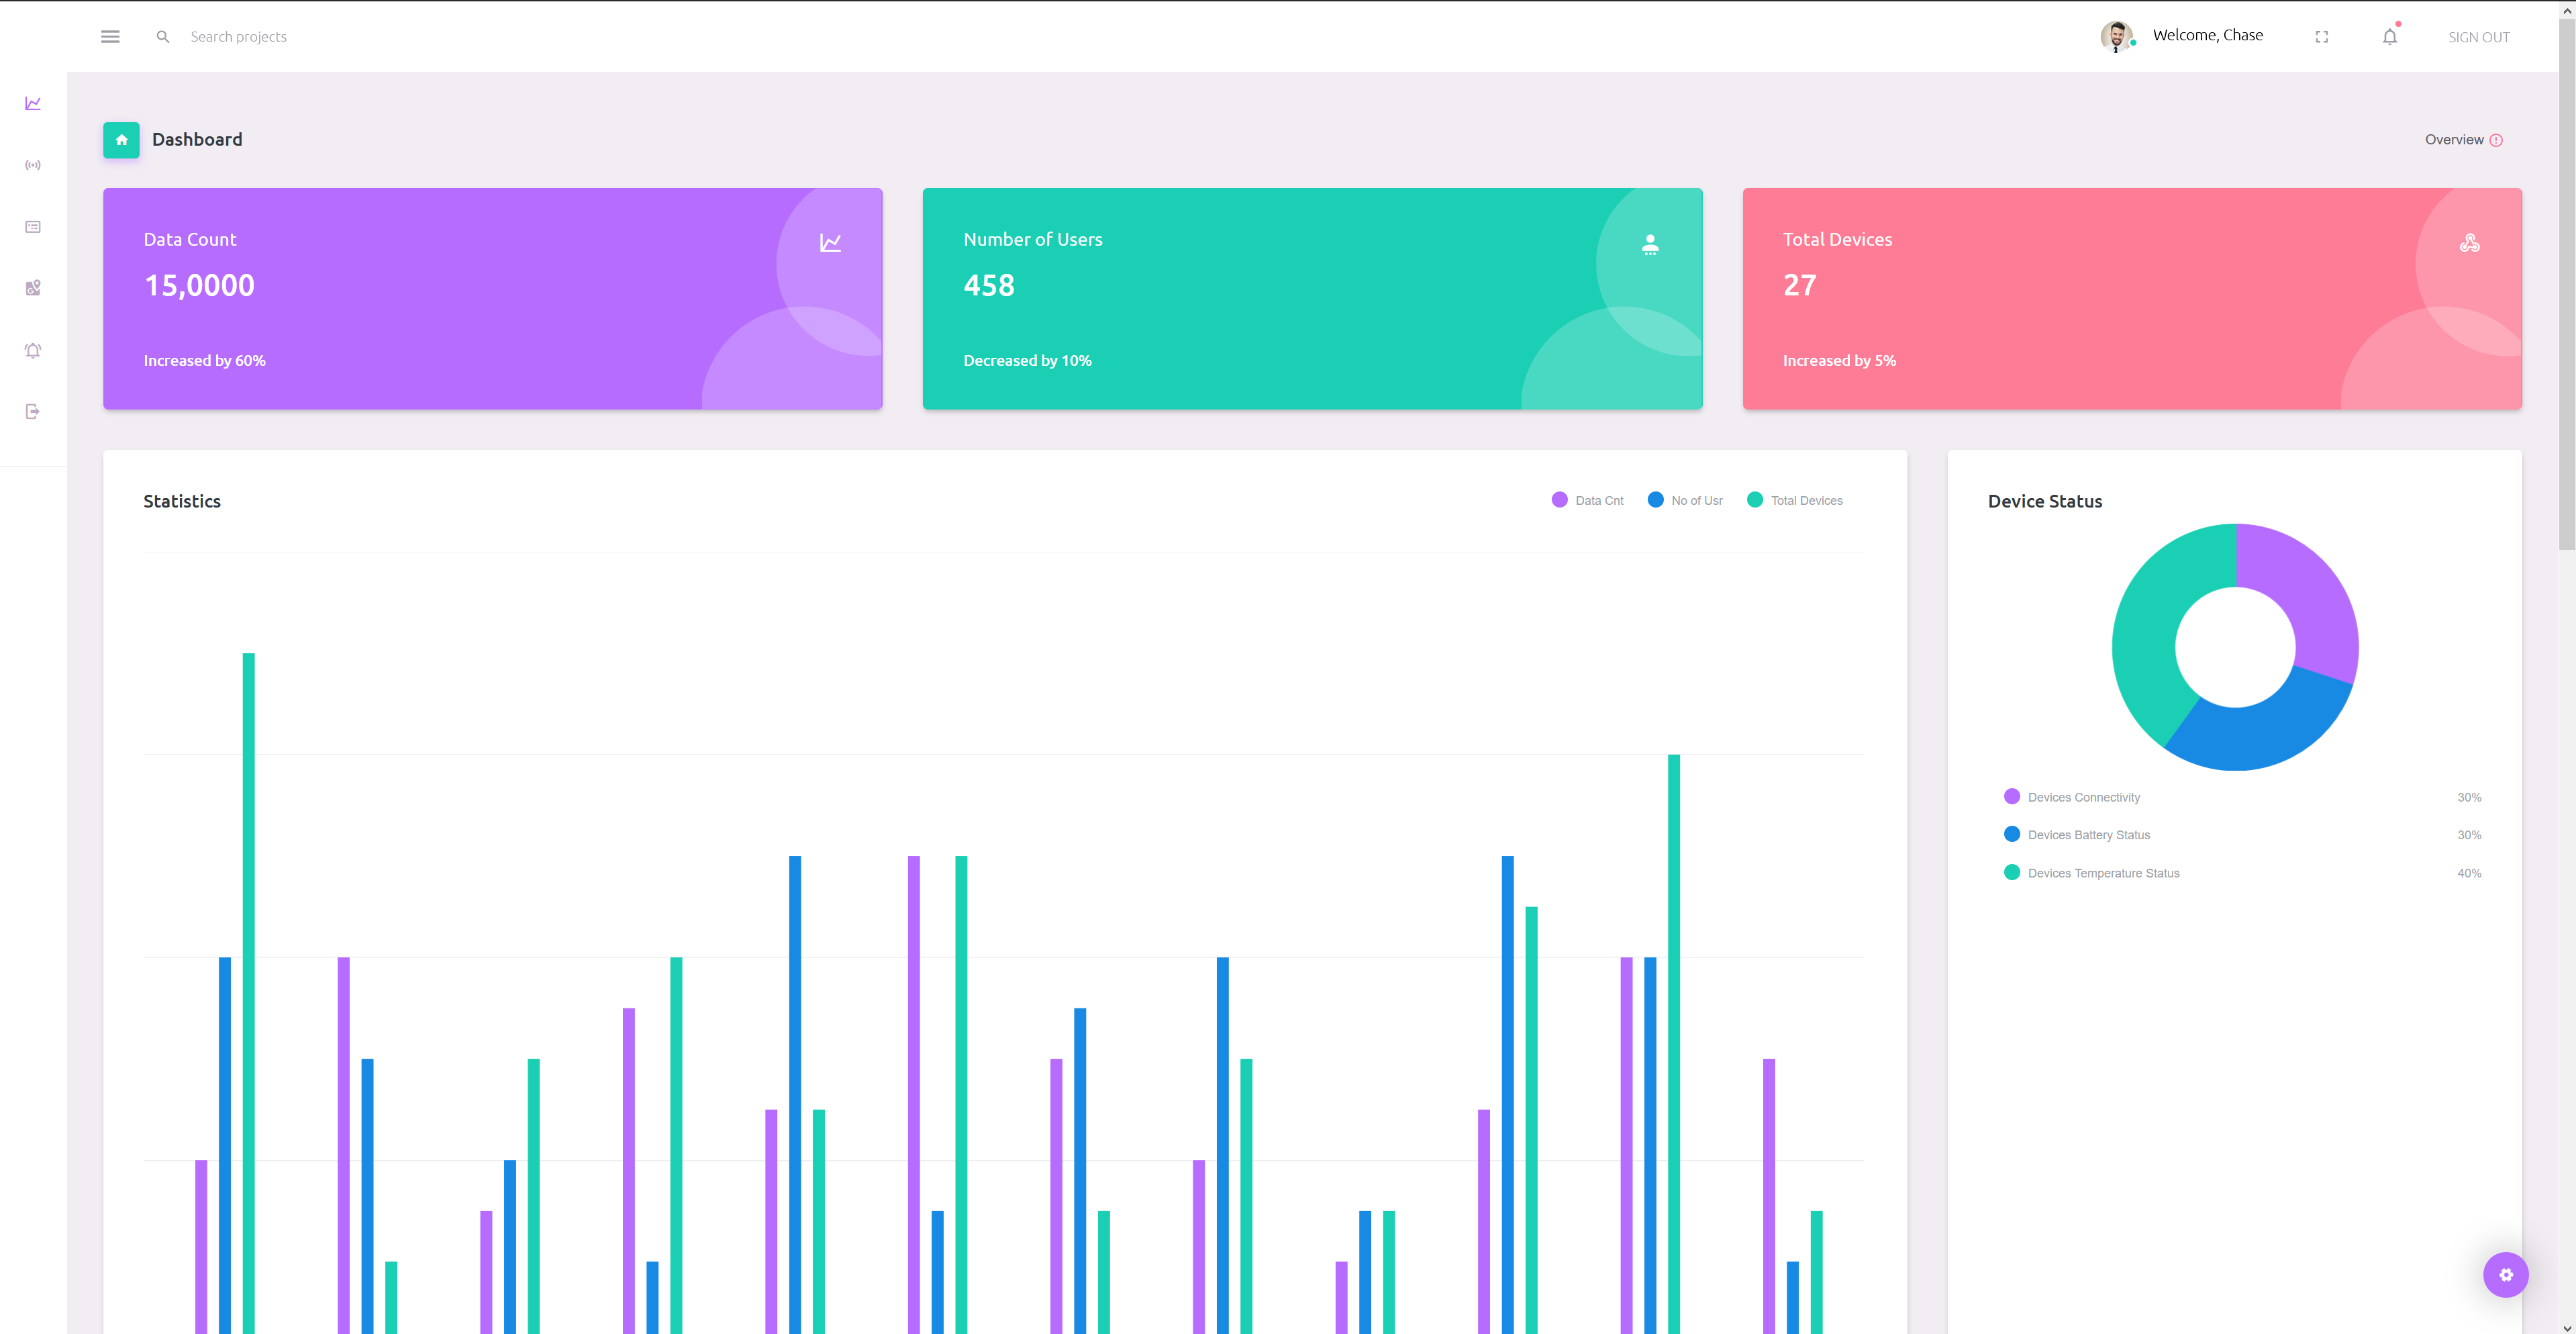 Search projects
Welcome, Chase
SIGN OUT
Dashboard
Overview
Data Count
15,0000
Increased by 60%
Number of Users
458
Decreased by 10%
Total Devices
27
Increased by 5%
Statistics
Data Cnt
No of Usr
Total Devices
Device Status
Devices Connectivity 30%
Devices Battery Status 30%
Devices Temperature Status 40%